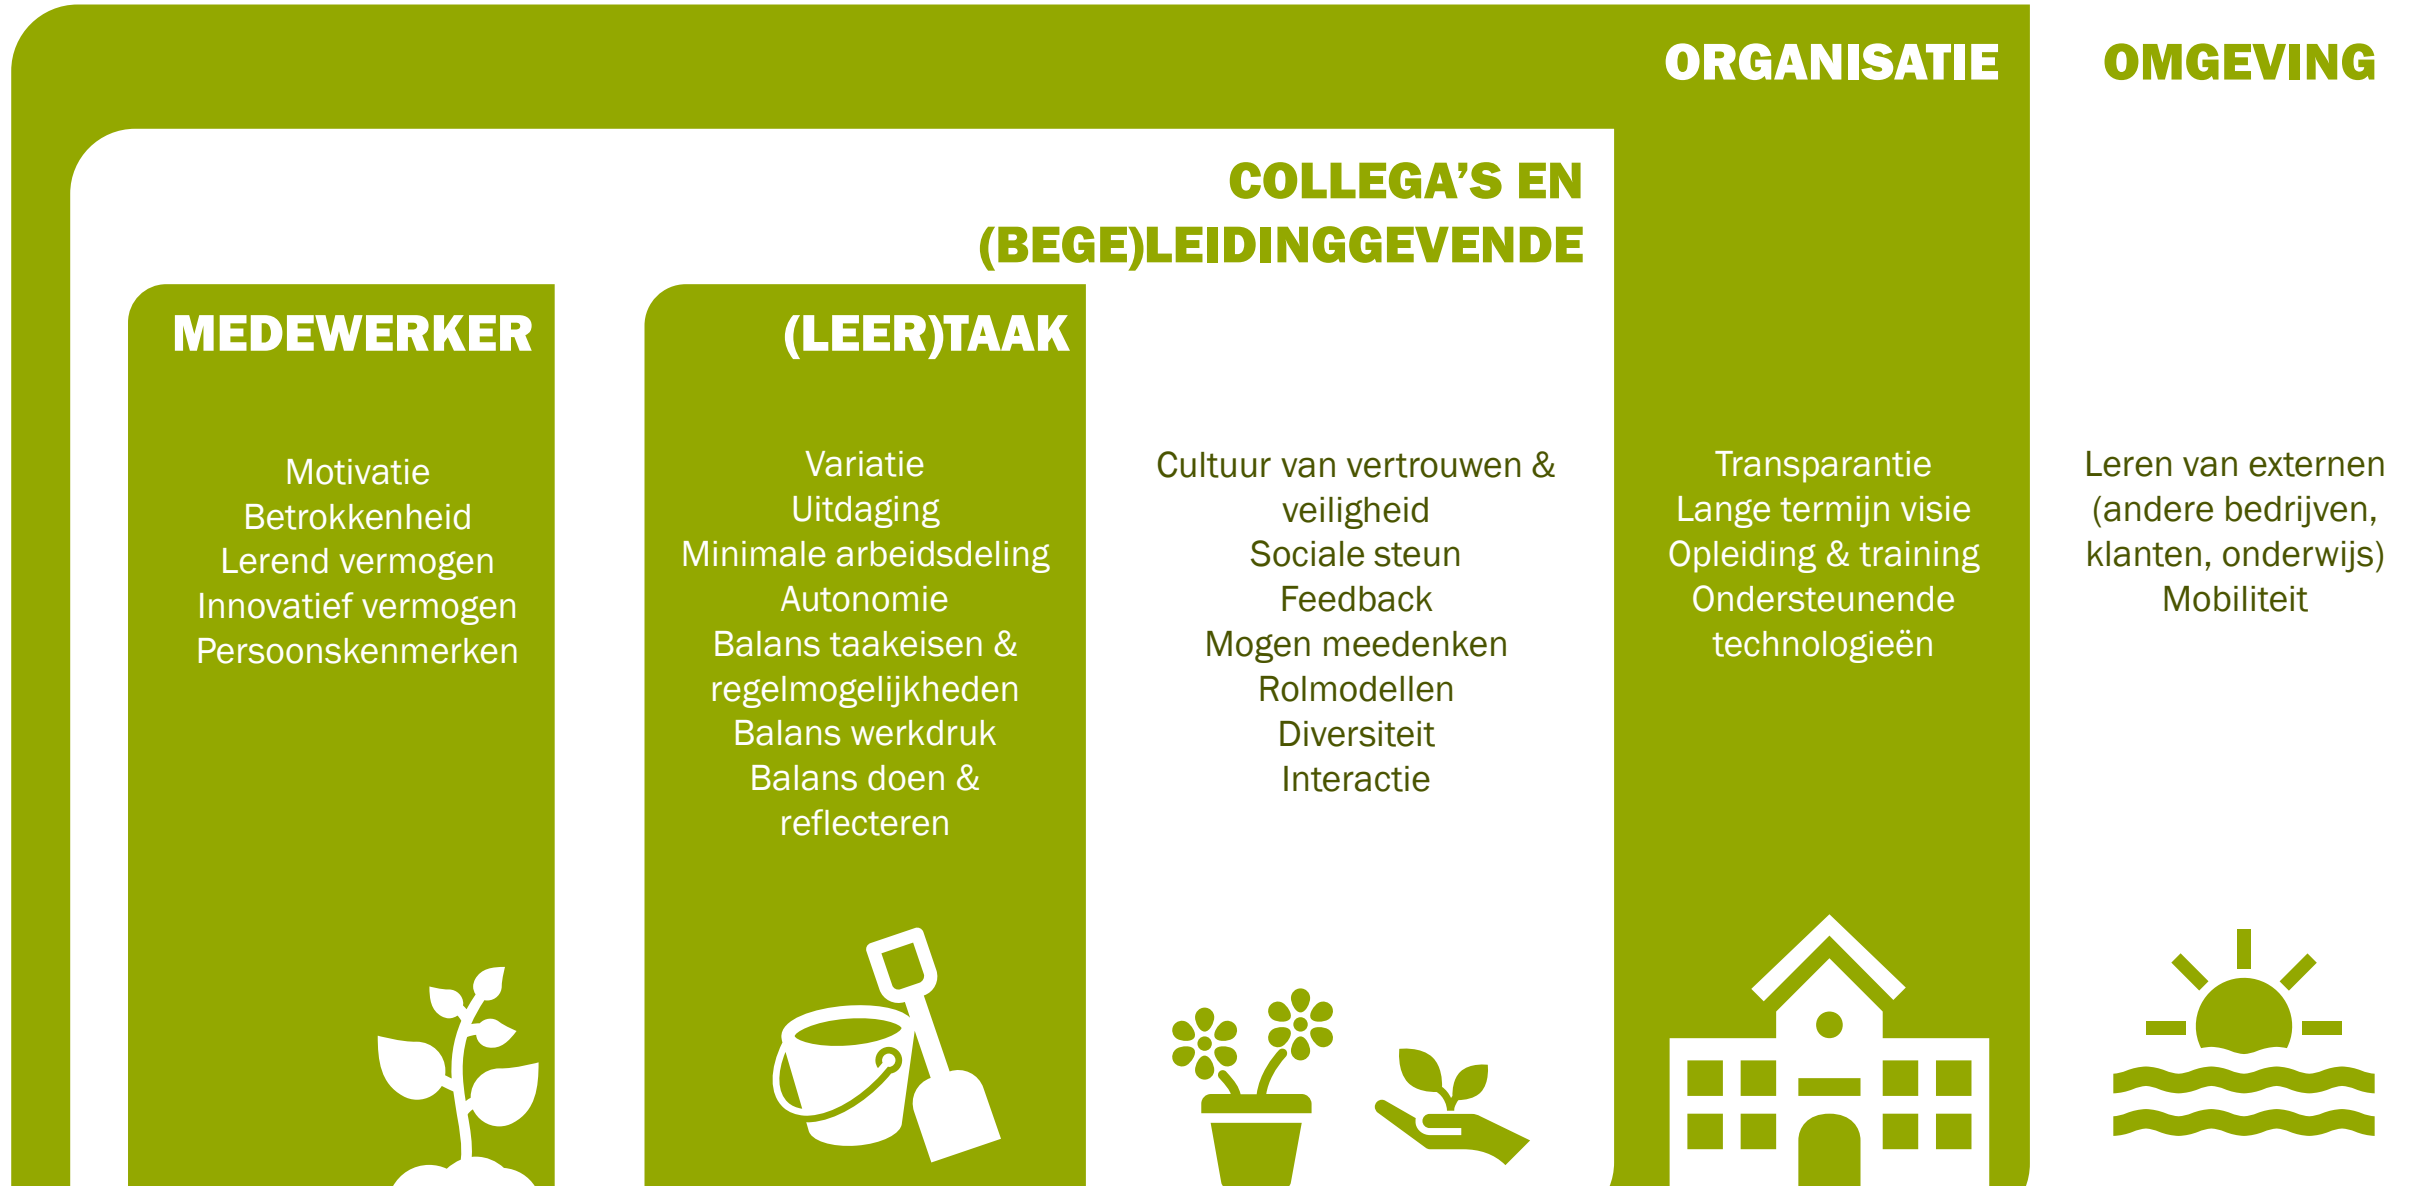 ORGANISATIE
OMGEVING
COLLEGA'S EN
(BEGE)LEIDINGGEVENDE
MEDEWERKER
(LEER)TAAK
Motivatie
Betrokkenheid
Lerend vermogen
Innovatief vermogen
Persoonskenmerken
Variatie
Uitdaging
Minimale arbeidsdeling
Autonomie
Balans taakeisen &
regelmogelijkheden
Balans werkdruk
Balans doen &
reflecteren
Cultuur van vertrouwen &
veiligheid
Sociale steun
Feedback
Mogen meedenken
Rolmodellen
Diversiteit
Interactie
Transparantie
Lange termijn visie
Opleiding & training
Ondersteunende
technologieën
Leren van externen
(andere bedrijven,
klanten, onderwijs)
Mobiliteit